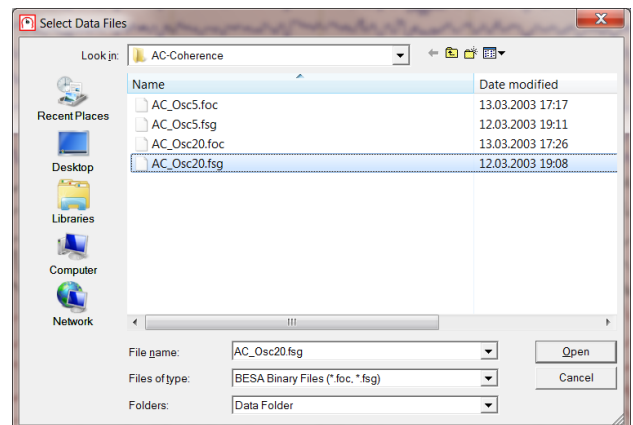 Select Data Files
Look in: AC-Coherence
Name Date modified
AC_Osc5.foc 13.03.2003 17:17
AC_Osc5.fsg 12.03.2003 19:11
AC_Osc20.foc 13.03.2003 17:26
AC_Osc20.fsg 12.03.2003 19:08
Recent Places
Desktop
Libraries
Computer
Network
File name: AC_Osc20.fsg Open
Files of type: BESA Binary Files (*.foc, *.fsg) Cancel
Folders: Data Folder